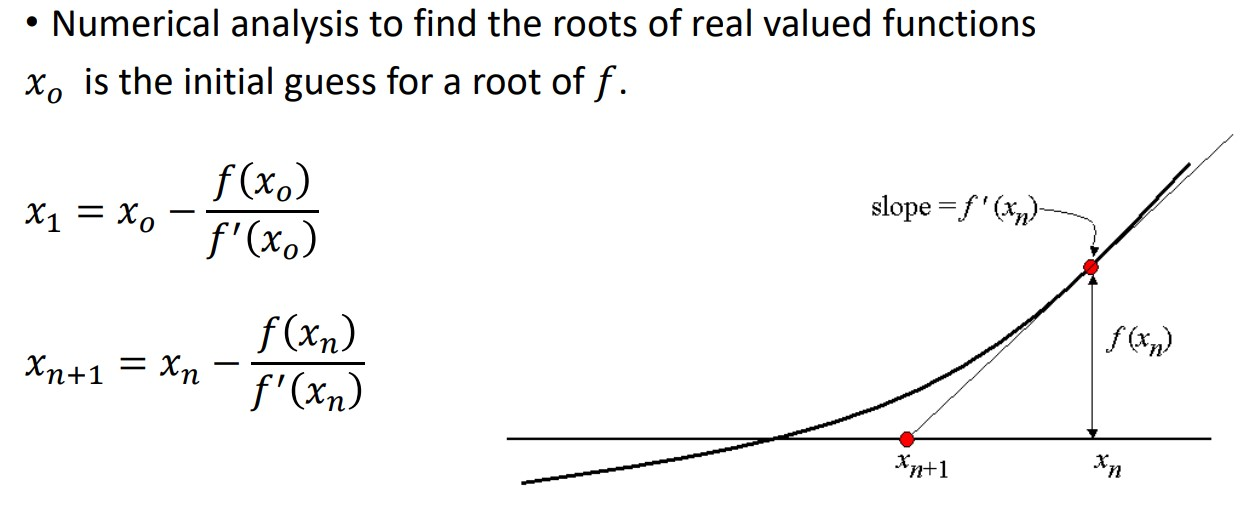 • Numerical analysis to find the roots of real valued functions
xₒ is the initial guess for a root of f.
x₁ = xₒ − f(xₒ) / f′(xₒ)
xₙ₊₁ = xₙ − f(xₙ) / f′(xₙ)
slope = f ′ (xₙ)
f (xₙ)
xₙ₊₁
xₙ